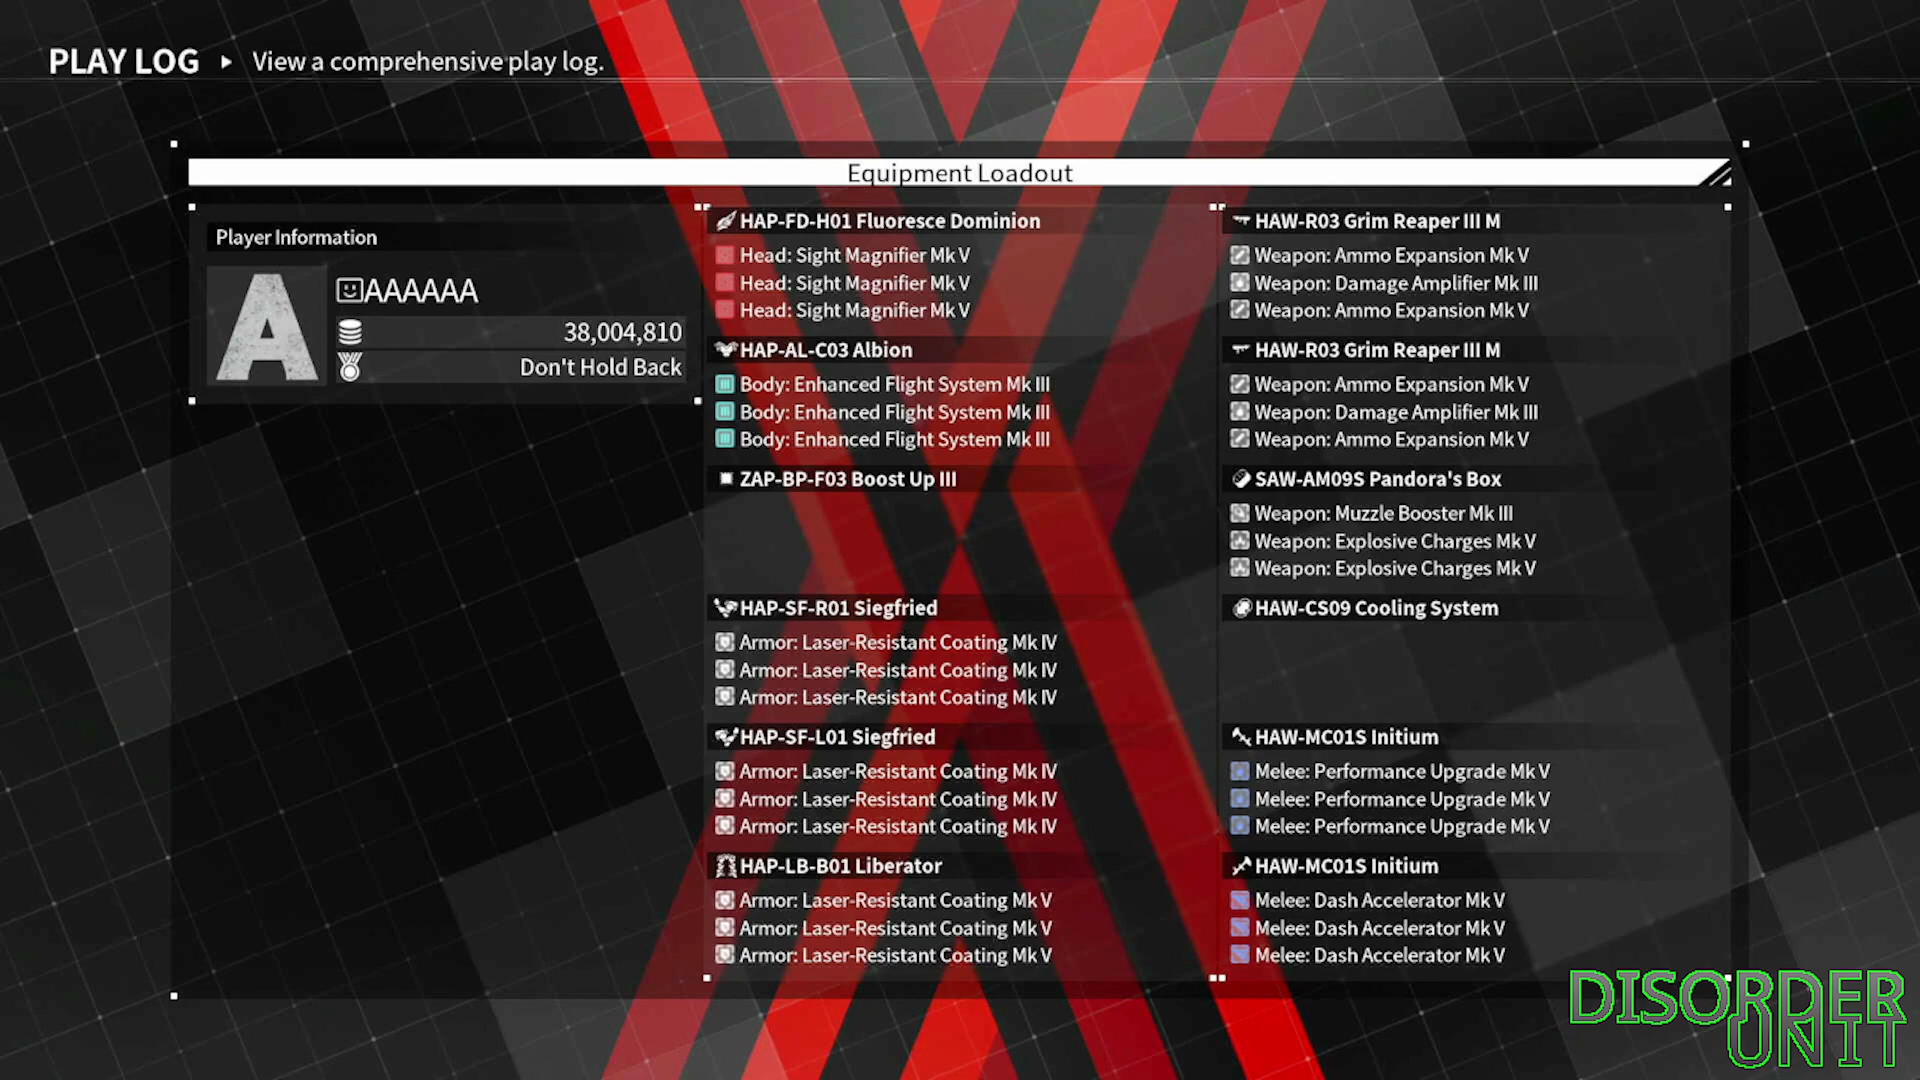 PLAY LOG ▶ View a comprehensive play log.
Equipment Loadout
Player Information
A
AAAAAA
38,004,810
Don't Hold Back
HAP-FD-H01 Fluoresce Dominion
Head: Sight Magnifier Mk V
Head: Sight Magnifier Mk V
Head: Sight Magnifier Mk V
HAP-AL-C03 Albion
Body: Enhanced Flight System Mk III
Body: Enhanced Flight System Mk III
Body: Enhanced Flight System Mk III
ZAP-BP-F03 Boost Up III
HAP-SF-R01 Siegfried
Armor: Laser-Resistant Coating Mk IV
Armor: Laser-Resistant Coating Mk IV
Armor: Laser-Resistant Coating Mk IV
HAP-SF-L01 Siegfried
Armor: Laser-Resistant Coating Mk IV
Armor: Laser-Resistant Coating Mk IV
Armor: Laser-Resistant Coating Mk IV
HAP-LB-B01 Liberator
Armor: Laser-Resistant Coating Mk V
Armor: Laser-Resistant Coating Mk V
Armor: Laser-Resistant Coating Mk V
HAW-R03 Grim Reaper III M
Weapon: Ammo Expansion Mk V
Weapon: Damage Amplifier Mk III
Weapon: Ammo Expansion Mk V
HAW-R03 Grim Reaper III M
Weapon: Ammo Expansion Mk V
Weapon: Damage Amplifier Mk III
Weapon: Ammo Expansion Mk V
SAW-AM09S Pandora's Box
Weapon: Muzzle Booster Mk III
Weapon: Explosive Charges Mk V
Weapon: Explosive Charges Mk V
HAW-CS09 Cooling System
HAW-MC01S Initium
Melee: Performance Upgrade Mk V
Melee: Performance Upgrade Mk V
Melee: Performance Upgrade Mk V
HAW-MC01S Initium
Melee: Dash Accelerator Mk V
Melee: Dash Accelerator Mk V
Melee: Dash Accelerator Mk V
DISORDER
UNIT